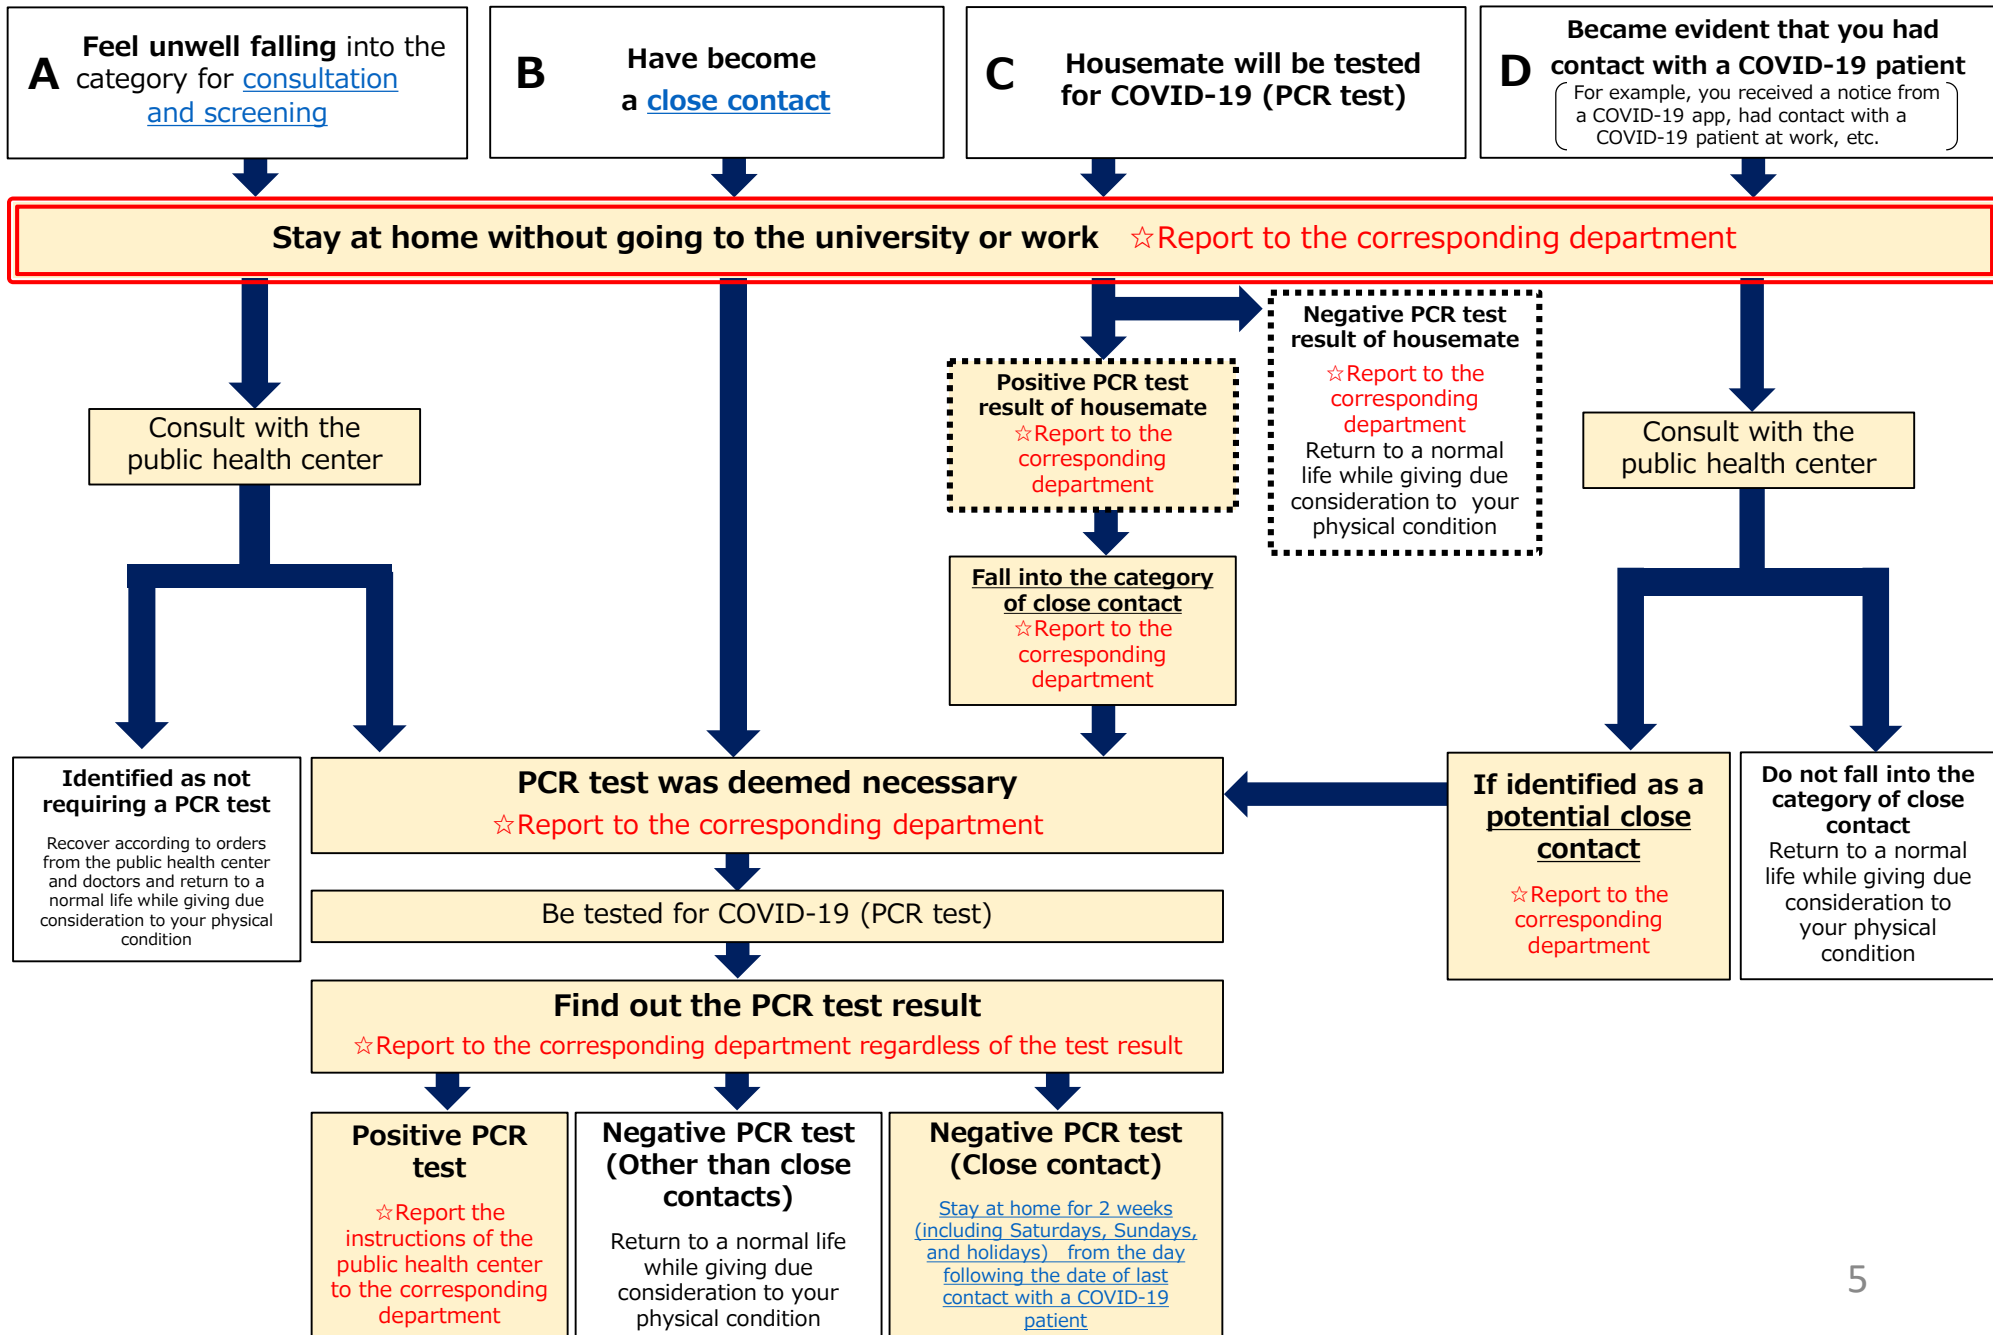 A
Feel unwell falling into the
category for consultation
and screening
B
Have become
a close contact
C
Housemate will be tested
for COVID-19 (PCR test)
D
Became evident that you had
contact with a COVID-19 patient
For example, you received a notice from
a COVID-19 app, had contact with a
COVID-19 patient at work, etc.
Stay at home without going to the university or work ☆Report to the corresponding department
Consult with the
public health center
Positive PCR test
result of housemate
☆Report to the
corresponding
department
Negative PCR test
result of housemate
☆Report to the
corresponding
department
Return to a normal
life while giving due
consideration to your
physical condition
Consult with the
public health center
Fall into the category
of close contact
☆Report to the
corresponding
department
Identified as not
requiring a PCR test
Recover according to orders
from the public health center
and doctors and return to a
normal life while giving due
consideration to your physical
condition
PCR test was deemed necessary
☆Report to the corresponding department
If identified as a
potential close
contact
☆Report to the
corresponding
department
Do not fall into the
category of close
contact
Return to a normal
life while giving due
consideration to
your physical
condition
Be tested for COVID-19 (PCR test)
Find out the PCR test result
☆Report to the corresponding department regardless of the test result
Positive PCR
test
☆Report the
instructions of the
public health center
to the corresponding
department
Negative PCR test
(Other than close
contacts)
Return to a normal life
while giving due
consideration to your
physical condition
Negative PCR test
(Close contact)
Stay at home for 2 weeks
(including Saturdays, Sundays,
and holidays) from the day
following the date of last
contact with a COVID-19
patient
5